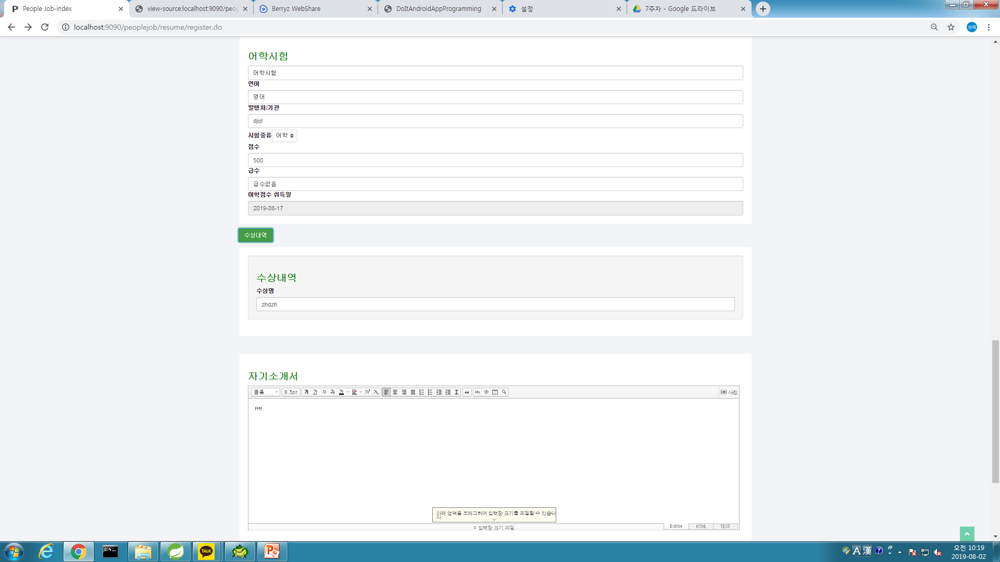 People Job-index
view-source:localhost:9090/peop
Berryz WebShare
DoItAndroidAppProgramming
설정
7주차 - Google 드라이브
localhost:9090/peoplejob/resume/register.do
성재
어학시험
어학시험
언어
영어
발행처/기관
djqt
시험종류 어학
점수
500
급수
급수없음
어학점수 취득일
2019-08-17
수상내역
수상내역
수상명
zhdzh
자기소개서
돋움 9.5pt 가 가 가 가 가 가 가 URL 사진
ffff
아래 영역을 드래그하여 입력창 크기를 조절할 수 있습니
다.
입력창 크기 조절
Editor HTML TEXT
C:\_
TALK
A 漢
오전 10:19
2019-08-02